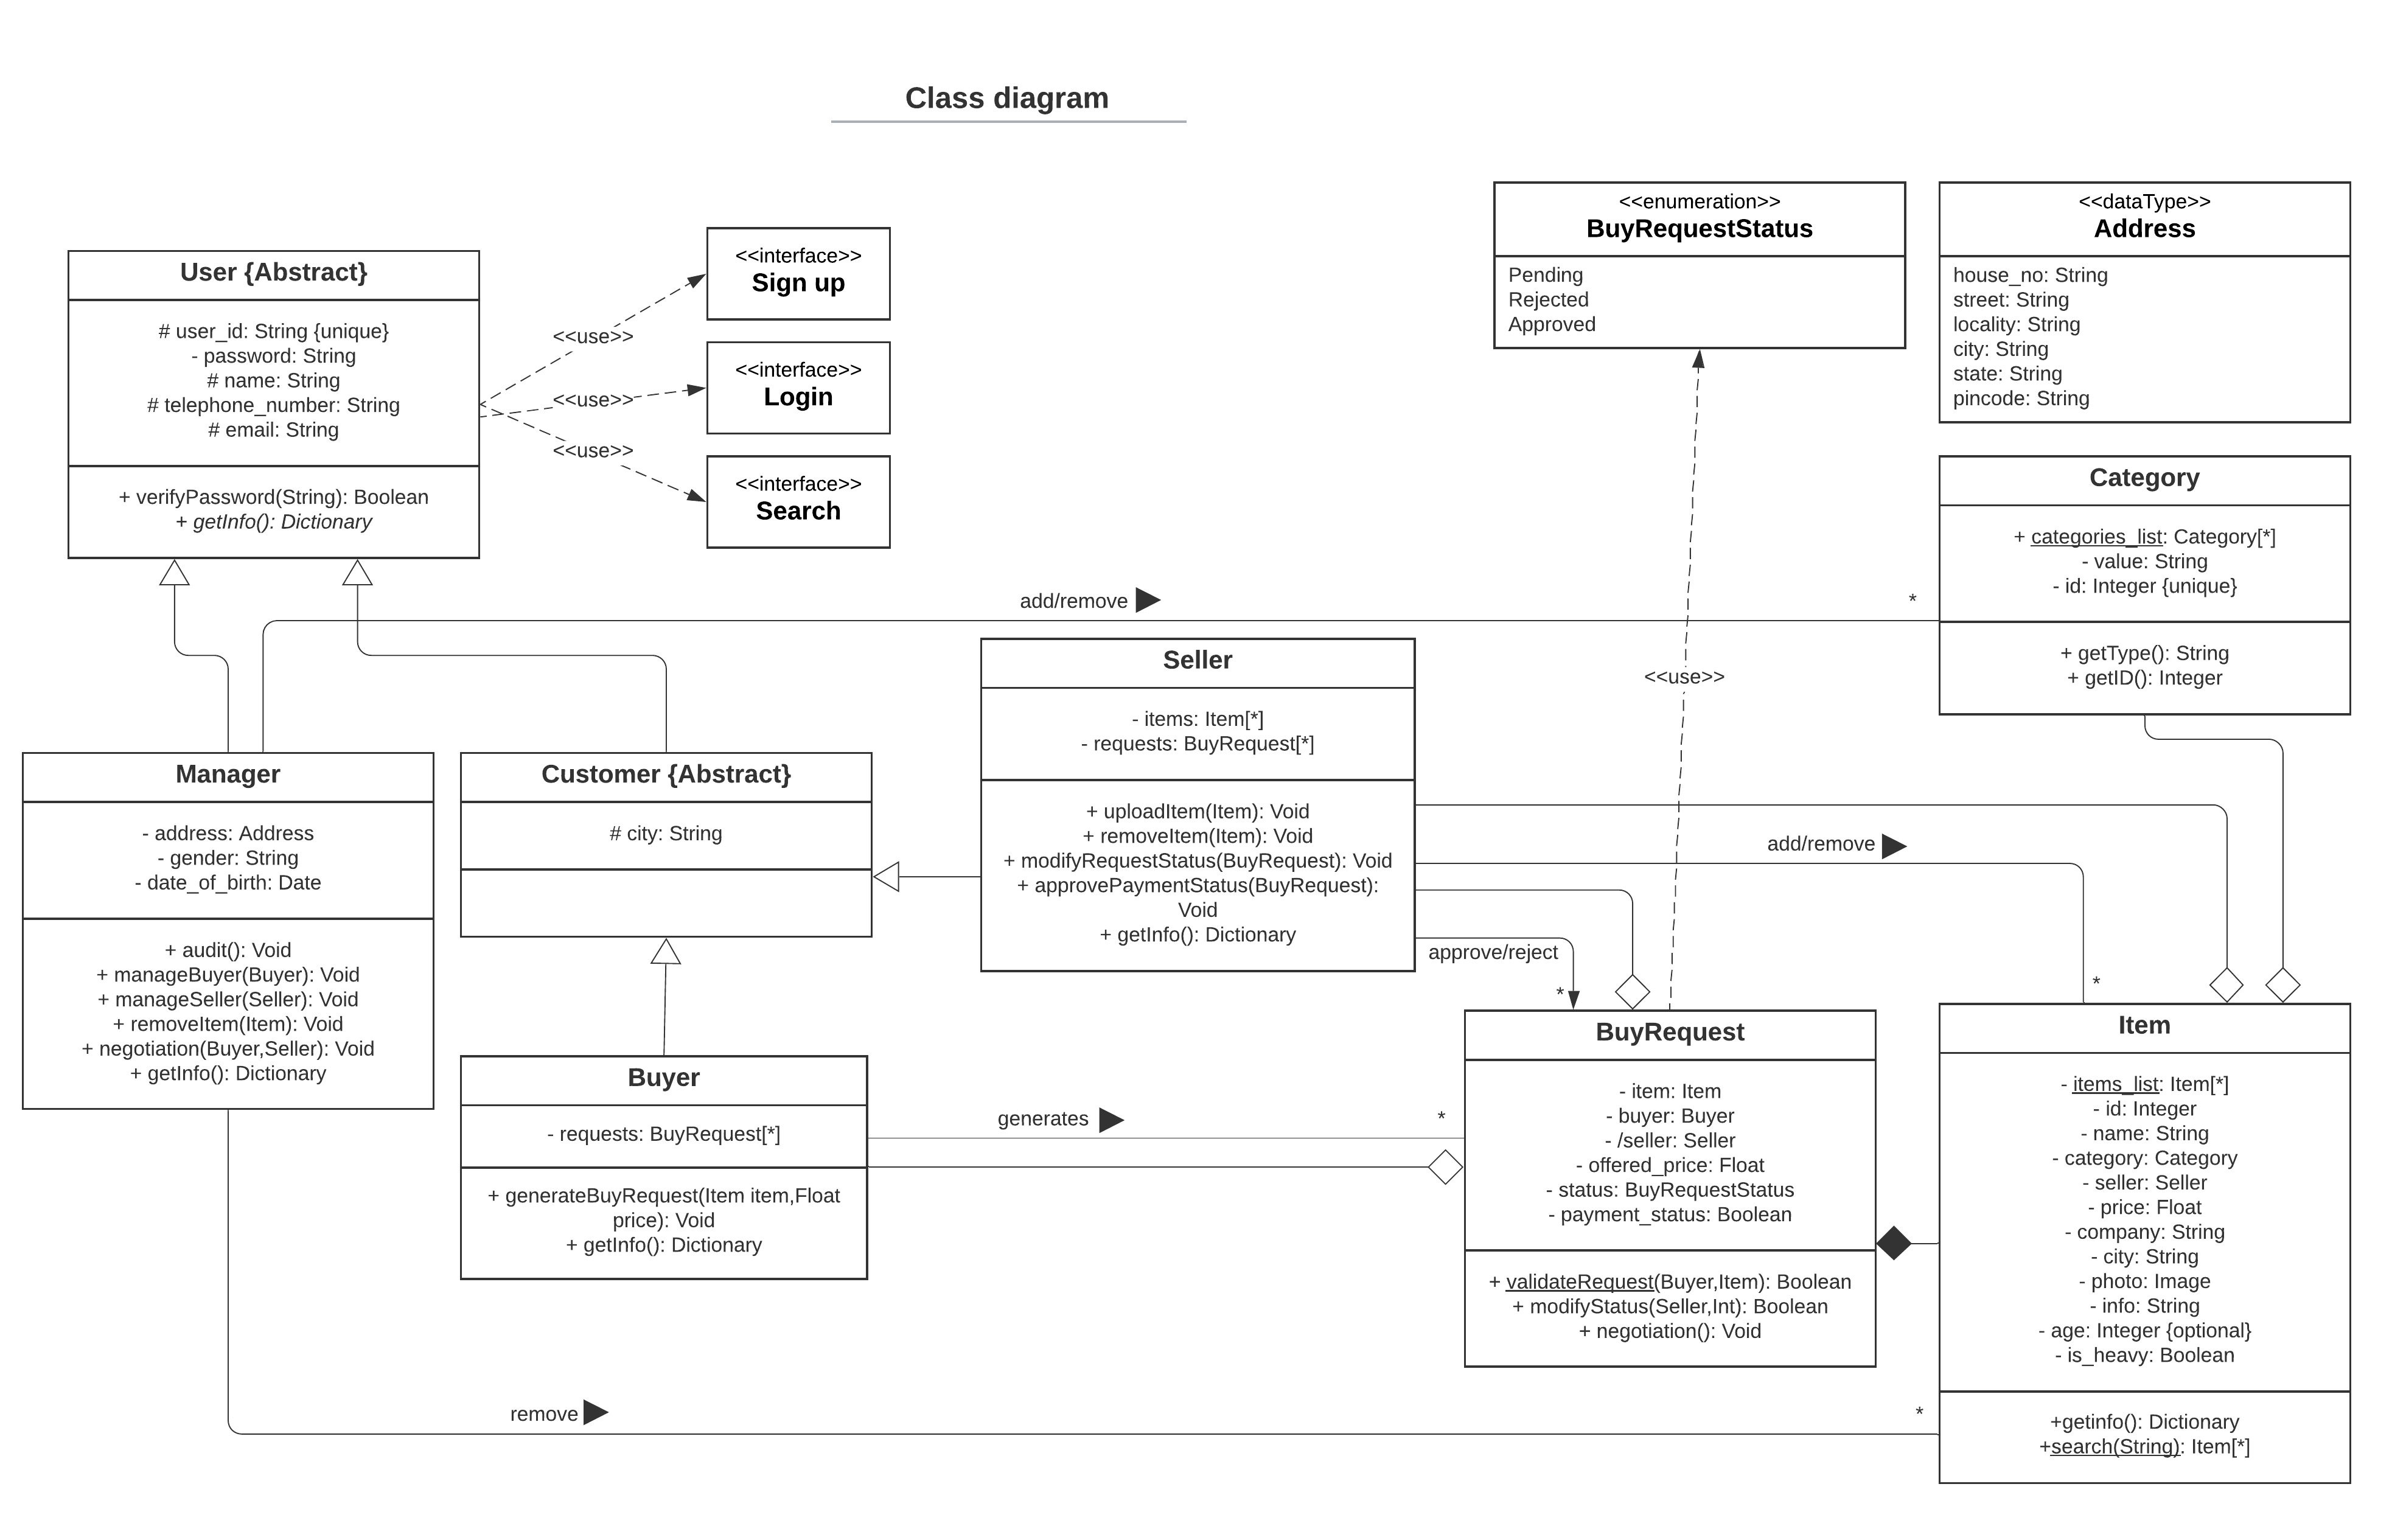 Class diagram
User {Abstract}
# user_id: String {unique}
- password: String
# name: String
# telephone_number: String
# email: String
+ verifyPassword(String): Boolean
+ getInfo(): Dictionary
<<use>>
<<use>>
<<use>>
<<interface>>
Sign up
<<interface>>
Login
<<interface>>
Search
<<enumeration>>
BuyRequestStatus
Pending
Rejected
Approved
<<dataType>>
Address
house_no: String
street: String
locality: String
city: String
state: String
pincode: String
Category
+ categories_list: Category[*]
- value: String
- id: Integer {unique}
+ getType(): String
+ getID(): Integer
add/remove
*
<<use>>
Manager
- address: Address
- gender: String
- date_of_birth: Date
+ audit(): Void
+ manageBuyer(Buyer): Void
+ manageSeller(Seller): Void
+ removeItem(Item): Void
+ negotiation(Buyer,Seller): Void
+ getInfo(): Dictionary
Customer {Abstract}
# city: String
Seller
- items: Item[*]
- requests: BuyRequest[*]
+ uploadItem(Item): Void
+ removeItem(Item): Void
+ modifyRequestStatus(BuyRequest): Void
+ approvePaymentStatus(BuyRequest):
Void
+ getInfo(): Dictionary
add/remove
*
approve/reject
*
Buyer
- requests: BuyRequest[*]
+ generateBuyRequest(Item item,Float
price): Void
+ getInfo(): Dictionary
generates
*
BuyRequest
- item: Item
- buyer: Buyer
- /seller: Seller
- offered_price: Float
- status: BuyRequestStatus
- payment_status: Boolean
+ validateRequest(Buyer,Item): Boolean
+ modifyStatus(Seller,Int): Boolean
+ negotiation(): Void
Item
- items_list: Item[*]
- id: Integer
- name: String
- category: Category
- seller: Seller
- price: Float
- company: String
- city: String
- photo: Image
- info: String
- age: Integer {optional}
- is_heavy: Boolean
+getinfo(): Dictionary
+search(String): Item[*]
remove
*